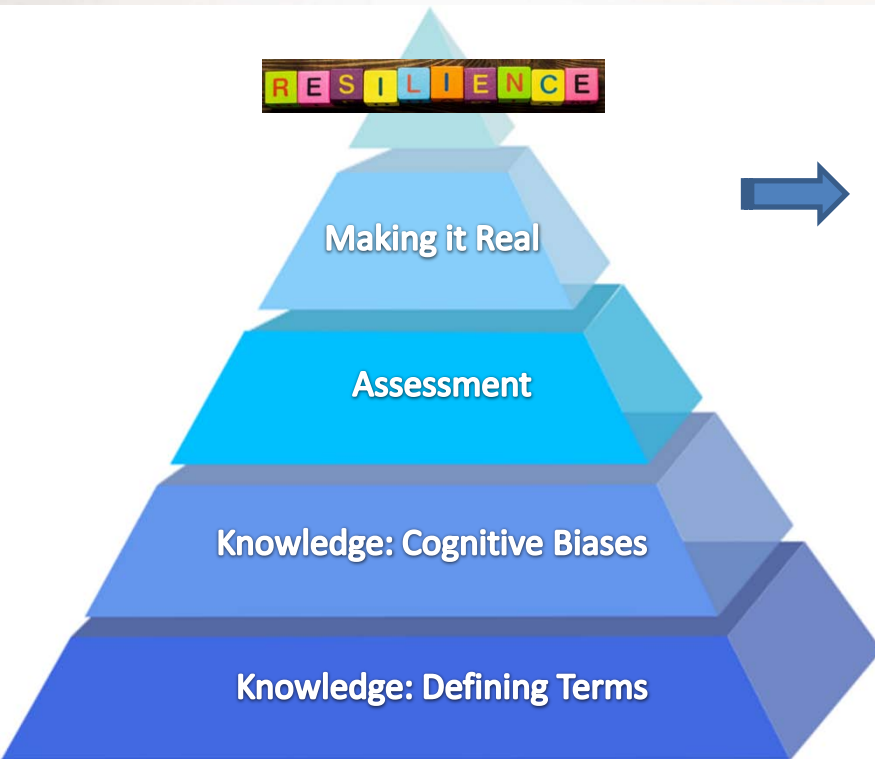 RESILIENCE
Making it Real
Assessment
Knowledge: Cognitive Biases
Knowledge: Defining Terms